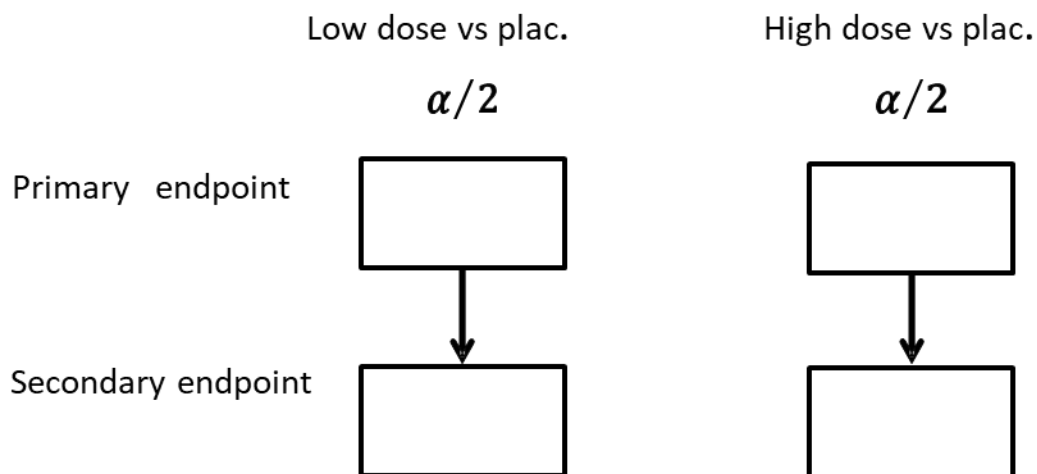 Low dose vs plac. High dose vs plac.
α/2 α/2
Primary endpoint
Secondary endpoint